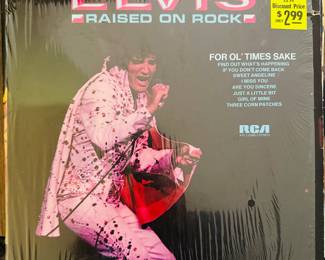 ELVIS
RAISED ON ROCK
Discount Price
$2.99
FOR OL' TIMES SAKE
FIND OUT WHAT'S HAPPENING
IF YOU DON'T COME BACK
SWEET ANGELINE
I MISS YOU
ARE YOU SINCERE
JUST A LITTLE BIT
GIRL OF MINE
THREE CORN PATCHES
RCA